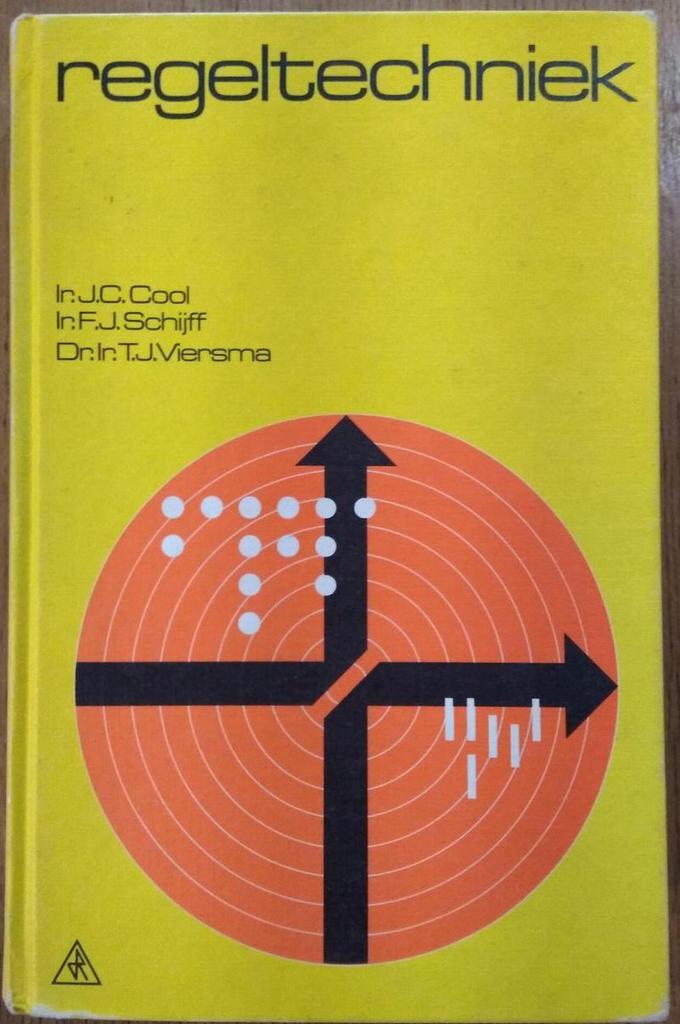 regeltechniek
Ir. J.C. Cool
Ir. F.J. Schijff
Dr. Ir. T.J. Viersma